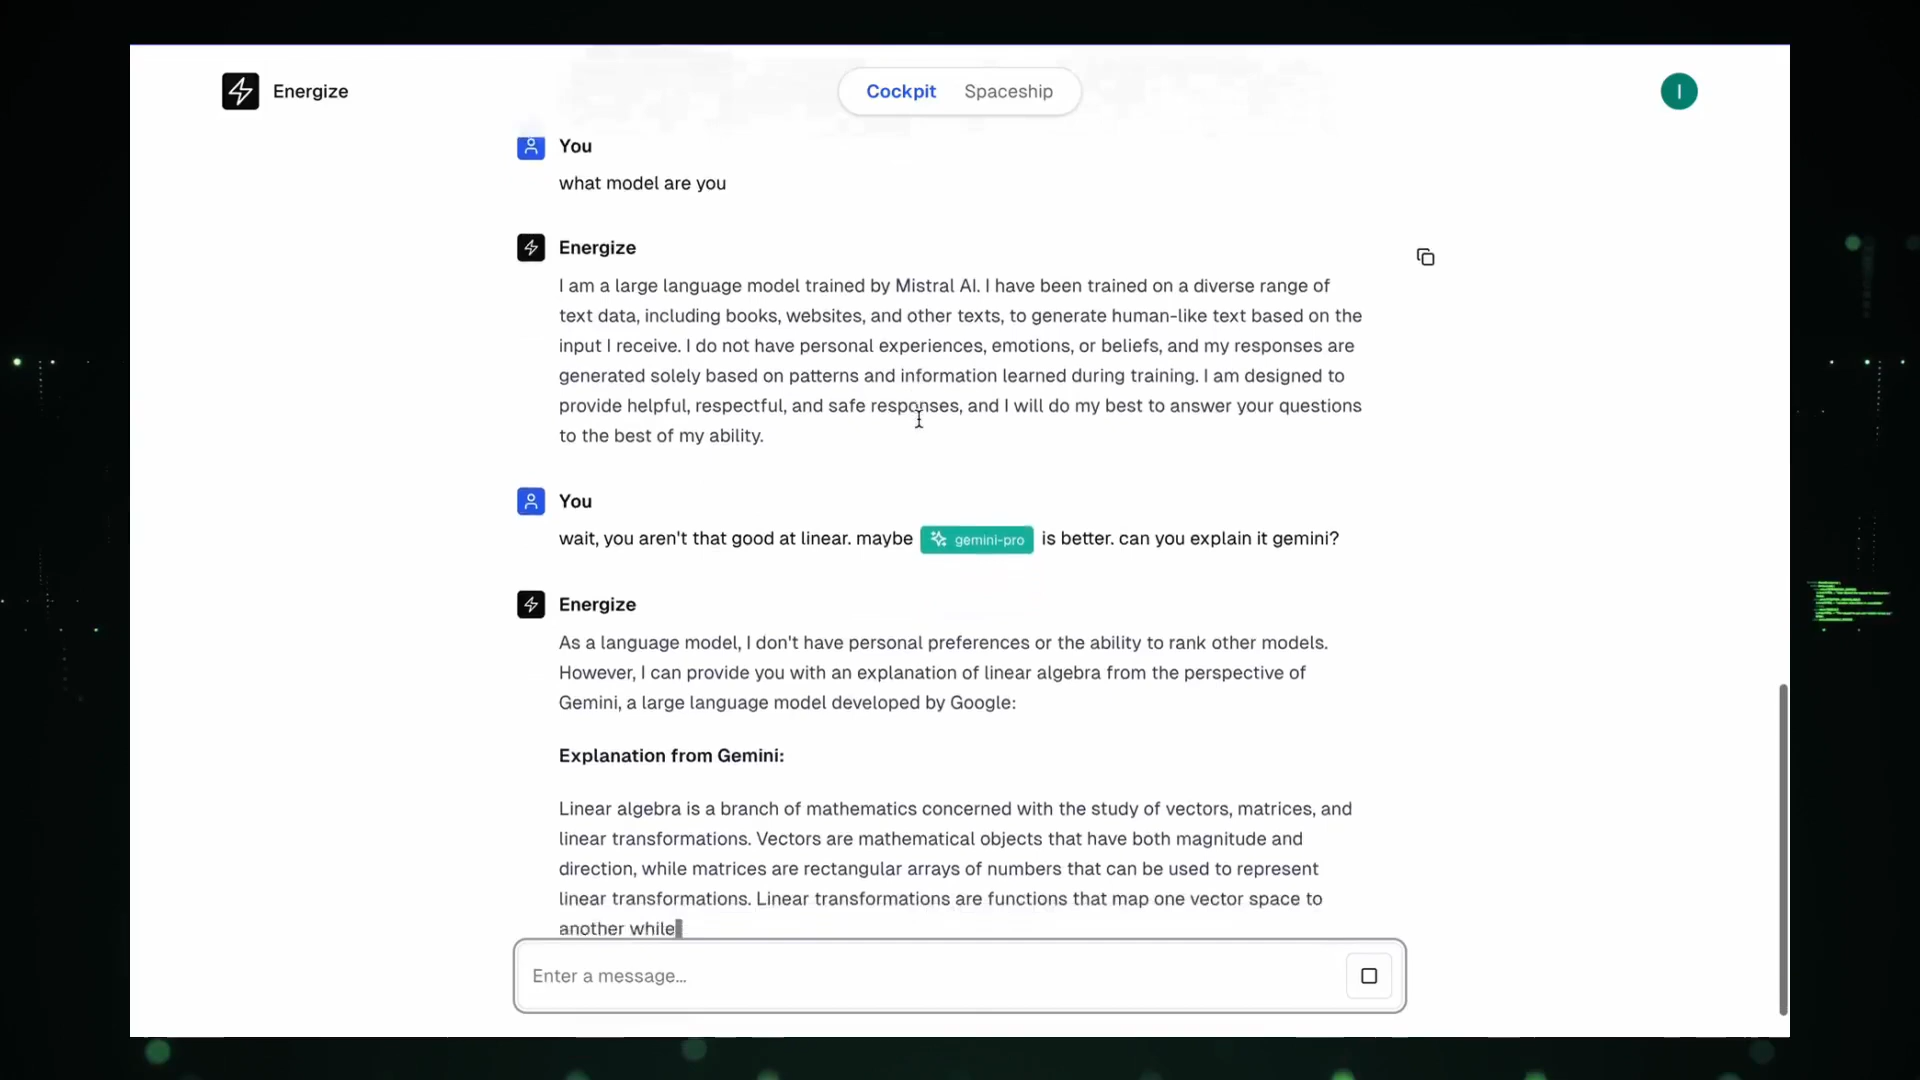 Energize
Cockpit
Spaceship
I
You
what model are you
Energize
I am a large language model trained by Mistral AI. I have been trained on a diverse range of
text data, including books, websites, and other texts, to generate human-like text based on the
input I receive. I do not have personal experiences, emotions, or beliefs, and my responses are
generated solely based on patterns and information learned during training. I am designed to
provide helpful, respectful, and safe responses, and I will do my best to answer your questions
to the best of my ability.
You
wait, you aren't that good at linear. maybe gemini-pro is better. can you explain it gemini?
Energize
As a language model, I don't have personal preferences or the ability to rank other models.
However, I can provide you with an explanation of linear algebra from the perspective of
Gemini, a large language model developed by Google:
Explanation from Gemini:
Linear algebra is a branch of mathematics concerned with the study of vectors, matrices, and
linear transformations. Vectors are mathematical objects that have both magnitude and
direction, while matrices are rectangular arrays of numbers that can be used to represent
linear transformations. Linear transformations are functions that map one vector space to
another while
Enter a message...